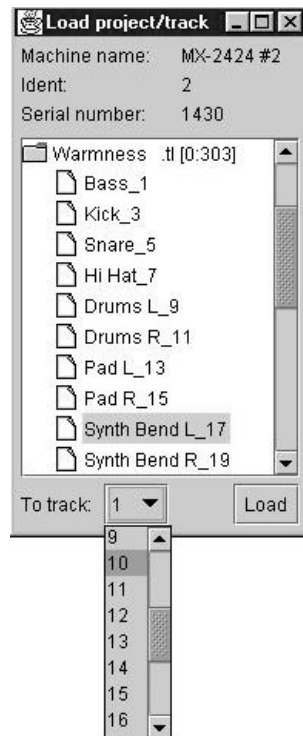 Load project/track
Machine name: MX-2424 #2
Ident: 2
Serial number: 1430
Warmness .tl [0:303]
Bass_1
Kick_3
Snare_5
Hi Hat_7
Drums L_9
Drums R_11
Pad L_13
Pad R_15
Synth Bend L_17
Synth Bend R_19
To track: 1 Load
9
10
11
12
13
14
15
16